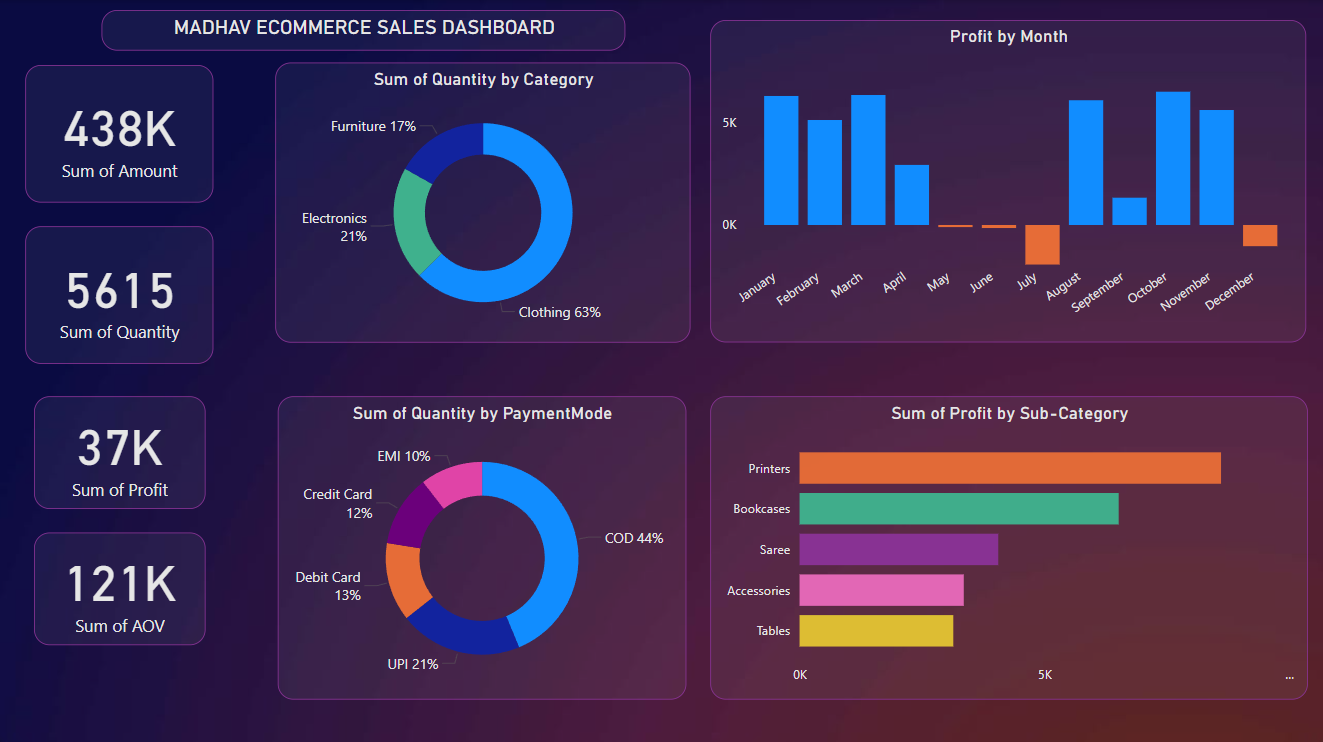 MADHAV ECOMMERCE SALES DASHBOARD
438K
Sum of Amount
5615
Sum of Quantity
37K
Sum of Profit
121K
Sum of AOV
Sum of Quantity by Category
Furniture 17%
Electronics
21%
Clothing 63%
Profit by Month
5K
0K
January
February
March
April
May
June
July
August
September
October
November
December
Sum of Quantity by PaymentMode
EMI 10%
Credit Card
12%
COD 44%
Debit Card
13%
UPI 21%
Sum of Profit by Sub-Category
Printers
Bookcases
Saree
Accessories
Tables
0K
5K
...